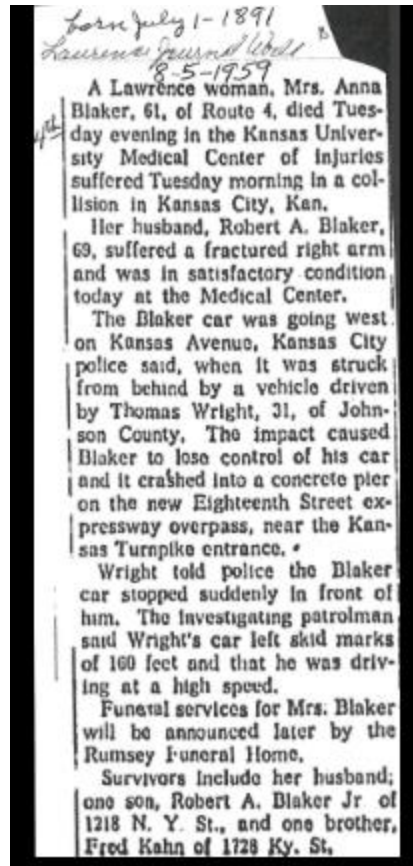 born July 1-1891
B
Lawrence Journal World
8-5-1959
4th
A Lawrence woman, Mrs. Anna
Blaker, 61, of Route 4, died Tues-
day evening in the Kansas Univer-
sity Medical Center of injuries
suffered Tuesday morning in a col-
lision in Kansas City, Kan.
Her husband, Robert A. Blaker,
69, suffered a fractured right arm
and was in satisfactory condition
today at the Medical Center.
The Blaker car was going west
on Kansas Avenue, Kansas City
police said, when it was struck
from behind by a vehicle driven
by Thomas Wright, 31, of John-
son County. The impact caused
Blaker to lose control of his car
and it crashed into a concrete pier
on the new Eighteenth Street ex-
pressway overpass, near the Kan-
sas Turnpike entrance.
Wright told police the Blaker
car stopped suddenly in front of
him. The investigating patrolman
said Wright's car left skid marks
of 160 feet and that he was driv-
ing at a high speed.
Funeral services for Mrs. Blaker
will be announced later by the
Rumsey Funeral Home.
Survivors include her husband;
one son, Robert A. Blaker Jr. of
1218 N. Y. St., and one brother,
Fred Kahn of 1728 Ky. St.